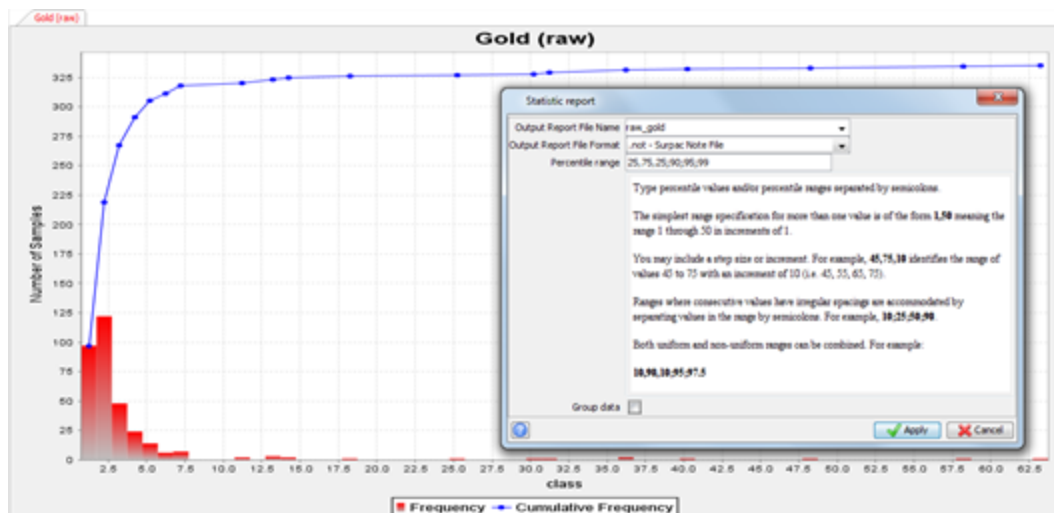 Gold (raw)
Gold (raw)
Number of Samples
325
300
275
250
225
200
175
150
125
100
75
50
25
0
2.5 5.0 7.5 10.0 12.5 15.0 17.5 20.0 22.5 25.0 27.5 30.0 32.5 35.0 37.5 40.0 42.5 45.0 47.5 50.0 52.5 55.0 57.5 60.0 62.5
class
Frequency Cumulative Frequency
Statistic report
Output Report File Name raw_gold
Output Report File Format .not - Surpac Note File
Percentile range 25,75,25;90;95;99
Type percentile values and/or percentile ranges separated by semicolons.
The simplest range specification for more than one value is of the form 1,50 meaning the
range 1 through 50 in increments of 1.
You may include a step size or increment. For example, 45,75,10 identifies the range of
values 45 to 75 with an increment of 10 (i.e. 45, 55, 65, 75).
Ranges where consecutive values have irregular spacings are accommodated by
separating values in the range by semicolons. For example, 10;25;50;90.
Both uniform and non-uniform ranges can be combined. For example:
10,90,10;95;97.5
Group data
Apply Cancel